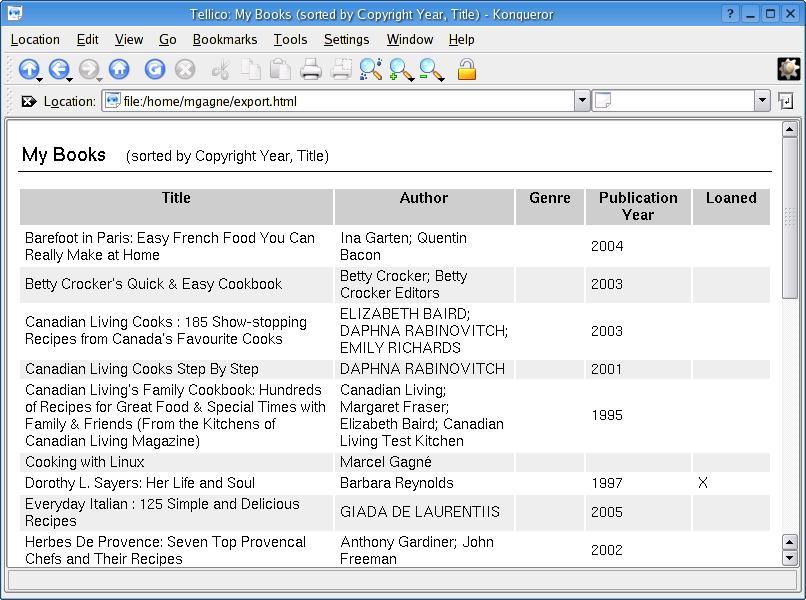 Tellico: My Books (sorted by Copyright Year, Title) - Konqueror
Location Edit View Go Bookmarks Tools Settings Window Help
Location: file:/home/mgagne/export.html
My Books (sorted by Copyright Year, Title)
Title Author Genre Publication Year Loaned
Barefoot in Paris: Easy French Food You Can
Really Make at Home
Ina Garten; Quentin
Bacon
2004
Betty Crocker's Quick & Easy Cookbook
Betty Crocker; Betty
Crocker Editors
2003
Canadian Living Cooks : 185 Show-stopping
Recipes from Canada's Favourite Cooks
ELIZABETH BAIRD;
DAPHNA RABINOVITCH;
EMILY RICHARDS
2003
Canadian Living Cooks Step By Step
DAPHNA RABINOVITCH
2001
Canadian Living's Family Cookbook: Hundreds
of Recipes for Great Food & Special Times with
Family & Friends (From the Kitchens of
Canadian Living Magazine)
Canadian Living;
Margaret Fraser;
Elizabeth Baird; Canadian
Living Test Kitchen
1995
Cooking with Linux
Marcel Gagné
Dorothy L. Sayers: Her Life and Soul
Barbara Reynolds
1997
X
Everyday Italian : 125 Simple and Delicious
Recipes
GIADA DE LAURENTIIS
2005
Herbes De Provence: Seven Top Provencal
Chefs and Their Recipes
Anthony Gardiner; John
Freeman
2002